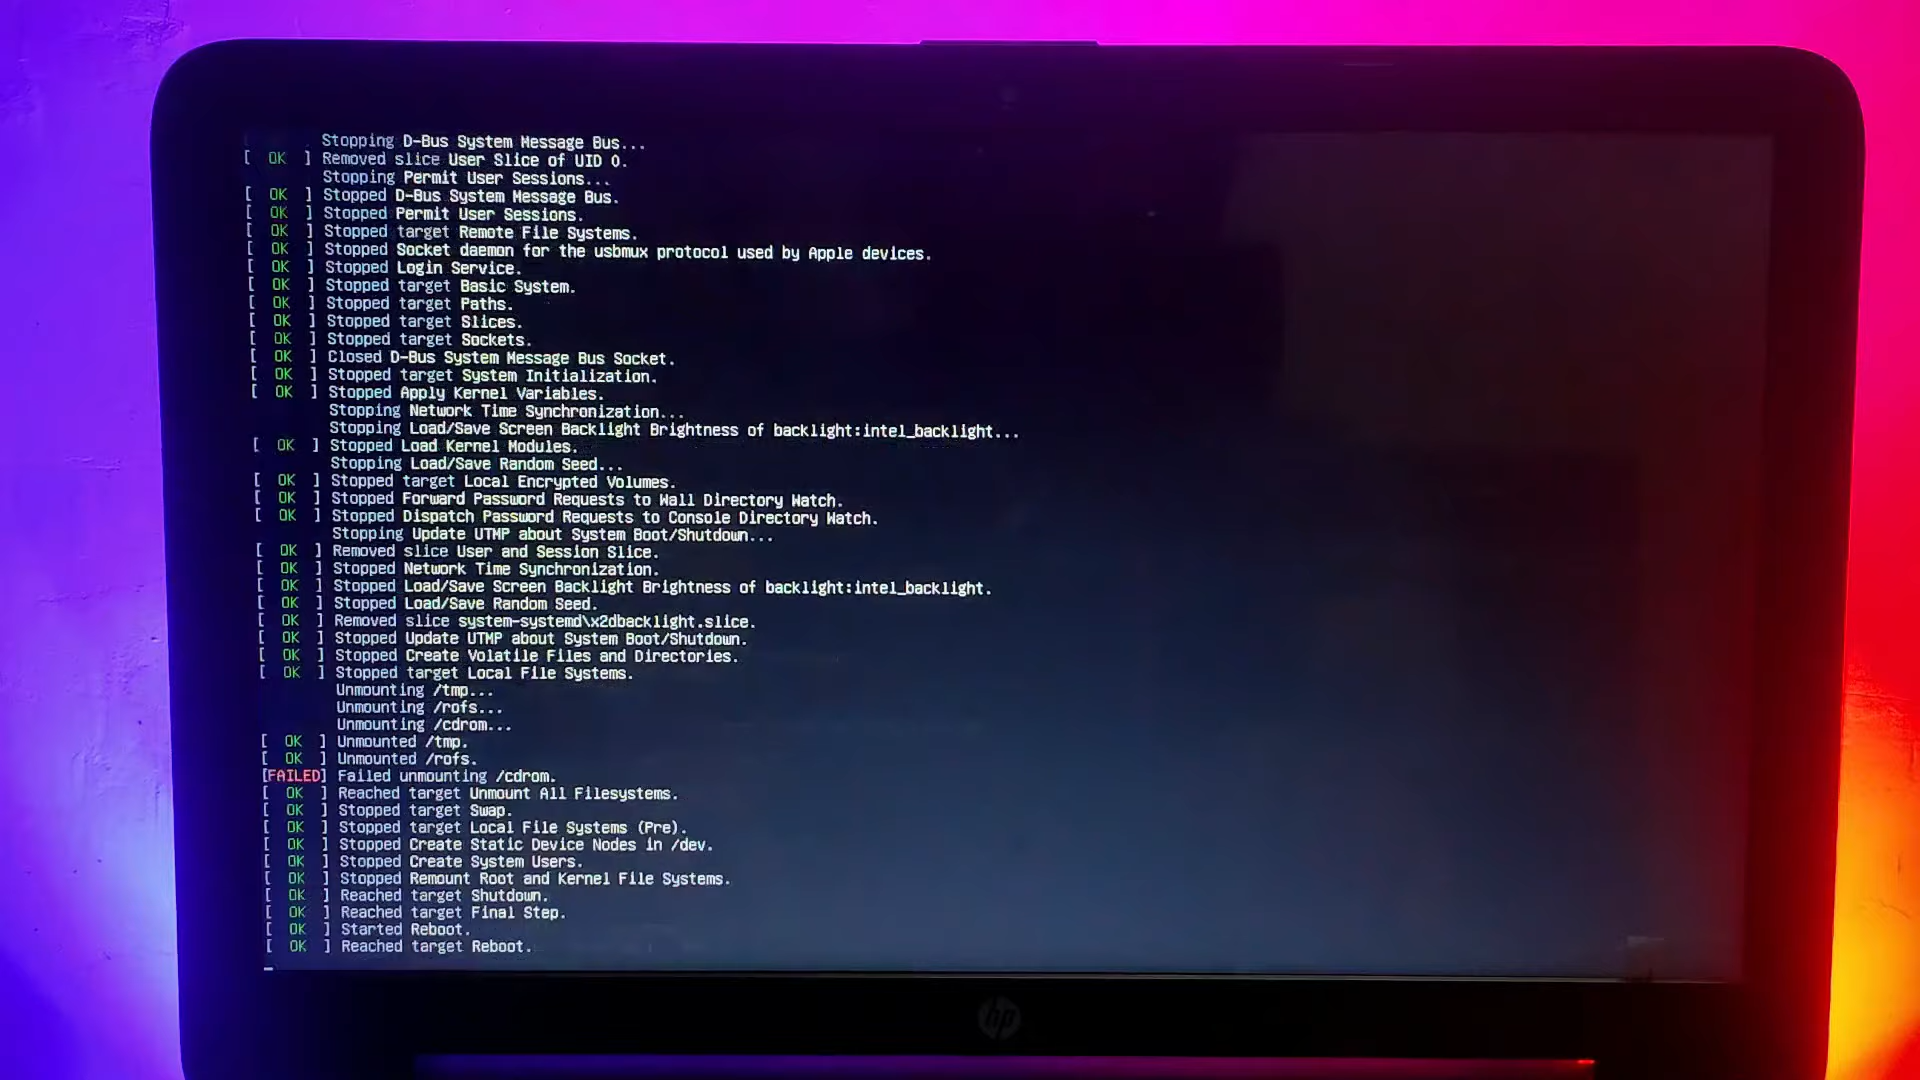 Stopping D-Bus System Message Bus...
[  OK  ] Removed slice User Slice of UID 0.
Stopping Permit User Sessions...
[  OK  ] Stopped D-Bus System Message Bus.
[  OK  ] Stopped Permit User Sessions.
[  OK  ] Stopped target Remote File Systems.
[  OK  ] Stopped Socket daemon for the usbmux protocol used by Apple devices.
[  OK  ] Stopped Login Service.
[  OK  ] Stopped target Basic System.
[  OK  ] Stopped target Paths.
[  OK  ] Stopped target Slices.
[  OK  ] Stopped target Sockets.
[  OK  ] Closed D-Bus System Message Bus Socket.
[  OK  ] Stopped target System Initialization.
[  OK  ] Stopped Apply Kernel Variables.
Stopping Network Time Synchronization...
Stopping Load/Save Screen Backlight Brightness of backlight:intel_backlight...
[  OK  ] Stopped Load Kernel Modules.
Stopping Load/Save Random Seed...
[  OK  ] Stopped target Local Encrypted Volumes.
[  OK  ] Stopped Forward Password Requests to Wall Directory Watch.
[  OK  ] Stopped Dispatch Password Requests to Console Directory Watch.
Stopping Update UTMP about System Boot/Shutdown...
[  OK  ] Removed slice User and Session Slice.
[  OK  ] Stopped Network Time Synchronization.
[  OK  ] Stopped Load/Save Screen Backlight Brightness of backlight:intel_backlight.
[  OK  ] Stopped Load/Save Random Seed.
[  OK  ] Removed slice system-systemd\x2dbacklight.slice.
[  OK  ] Stopped Update UTMP about System Boot/Shutdown.
[  OK  ] Stopped Create Volatile Files and Directories.
[  OK  ] Stopped target Local File Systems.
Unmounting /tmp...
Unmounting /rofs...
Unmounting /cdrom...
[  OK  ] Unmounted /tmp.
[  OK  ] Unmounted /rofs.
[FAILED] Failed unmounting /cdrom.
[  OK  ] Reached target Unmount All Filesystems.
[  OK  ] Stopped target Swap.
[  OK  ] Stopped target Local File Systems (Pre).
[  OK  ] Stopped Create Static Device Nodes in /dev.
[  OK  ] Stopped Create System Users.
[  OK  ] Stopped Remount Root and Kernel File Systems.
[  OK  ] Reached target Shutdown.
[  OK  ] Reached target Final Step.
[  OK  ] Started Reboot.
[  OK  ] Reached target Reboot.
hp